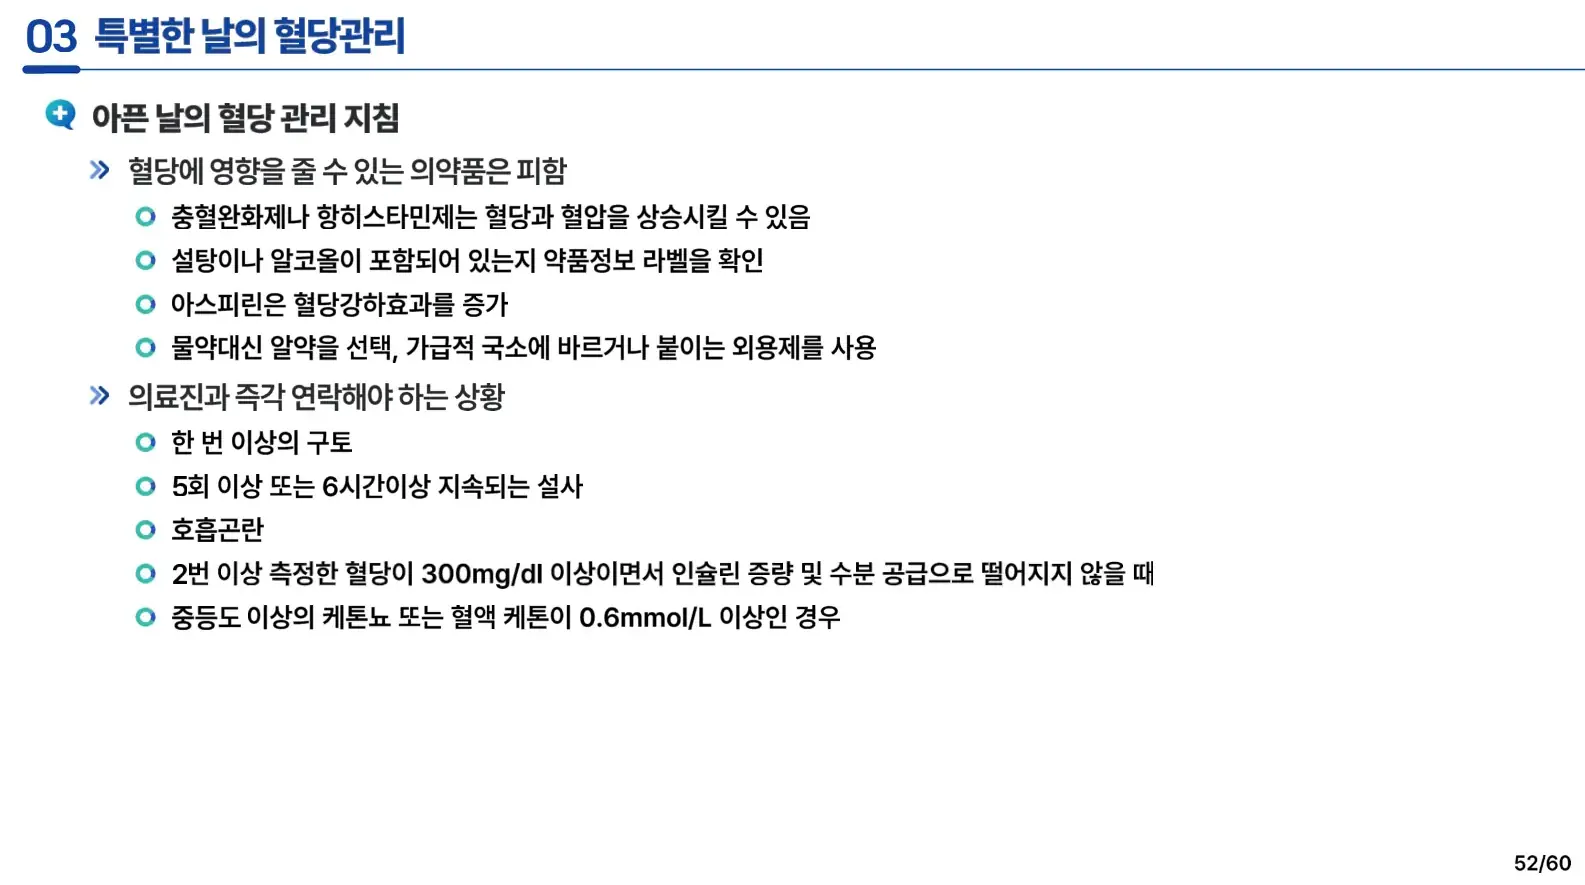 03 특별한 날의 혈당관리
아픈 날의 혈당 관리 지침
혈당에 영향을 줄 수 있는 의약품은 피함
충혈완화제나 항히스타민제는 혈당과 혈압을 상승시킬 수 있음
설탕이나 알코올이 포함되어 있는지 약품정보 라벨을 확인
아스피린은 혈당강하효과를 증가
물약대신 알약을 선택, 가급적 국소에 바르거나 붙이는 외용제를 사용
의료진과 즉각 연락해야 하는 상황
한 번 이상의 구토
5회 이상 또는 6시간이상 지속되는 설사
호흡곤란
2번 이상 측정한 혈당이 300mg/dl 이상이면서 인슐린 증량 및 수분 공급으로 떨어지지 않을 때
중등도 이상의 케톤뇨 또는 혈액 케톤이 0.6mmol/L 이상인 경우
52/60